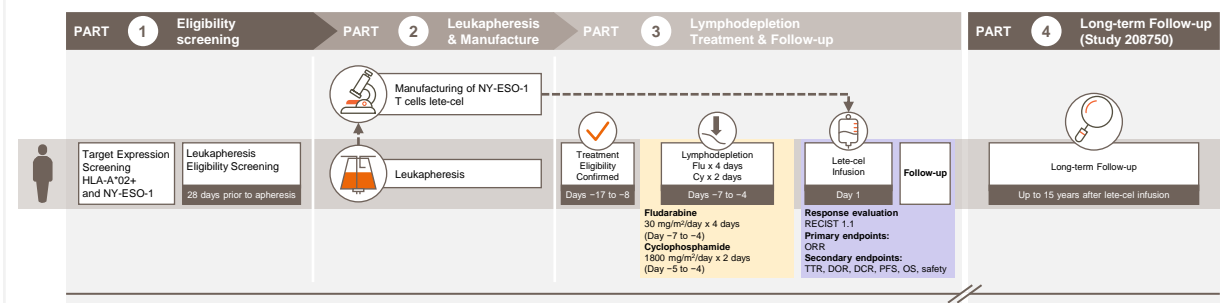 PART 1 Eligibility
screening
PART 2 Leukapheresis
& Manufacture
PART 3 Lymphodepletion
Treatment & Follow-up
PART 4 Long-term Follow-up
(Study 208750)
Manufacturing of NY-ESO-1
T cells lete-cel
Target Expression
Screening
HLA-A*02+
and NY-ESO-1
Leukapheresis
Eligibility Screening
28 days prior to apheresis
Leukapheresis
Treatment
Eligibility
Confirmed
Days −17 to −8
Lymphodepletion
Flu x 4 days
Cy x 2 days
Days −7 to −4
Lete-cel
Infusion
Day 1
Follow-up
Long-term Follow-up
Up to 15 years after lete-cel infusion
Fludarabine
30 mg/m²/day x 4 days
(Day −7 to −4)
Cyclophosphamide
1800 mg/m²/day x 2 days
(Day −5 to −4)
Response evaluation
RECIST 1.1
Primary endpoints:
ORR
Secondary endpoints:
TTR, DOR, DCR, PFS, OS, safety